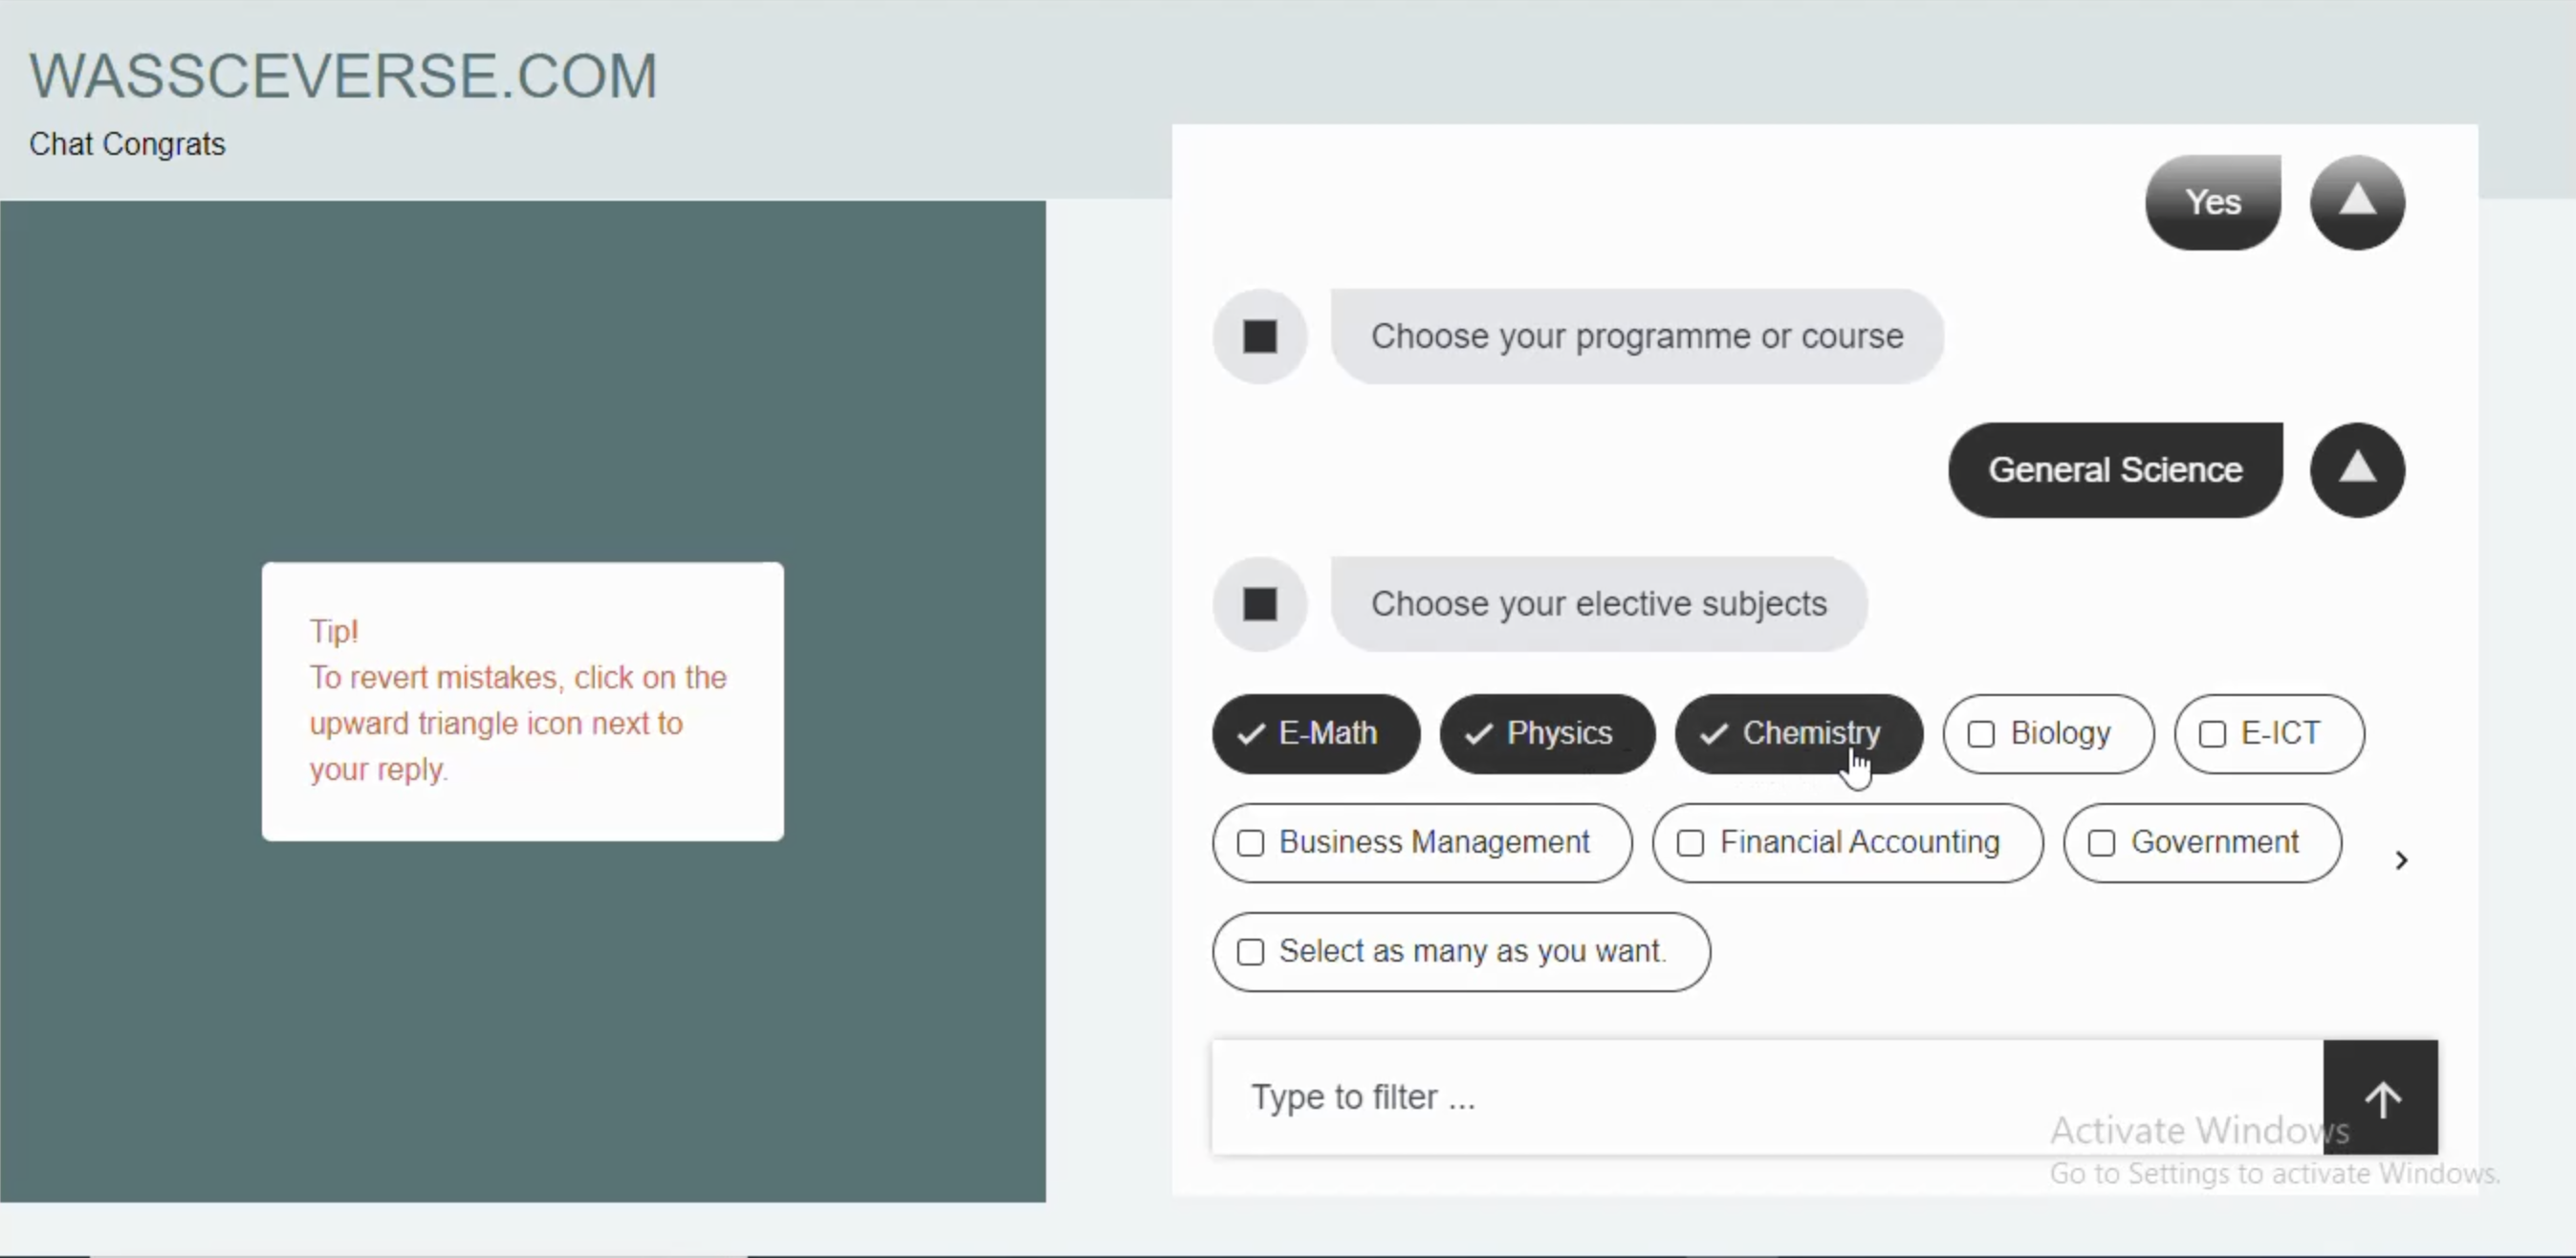 WASSCEVERSE.COM
Chat Congrats
Yes
Choose your programme or course
General Science
Choose your elective subjects
Tip!
To revert mistakes, click on the
upward triangle icon next to
your reply.
E-Math Physics Chemistry Biology E-ICT
Business Management Financial Accounting Government
Select as many as you want.
Type to filter ...
Activate Windows
Go to Settings to activate Windows.